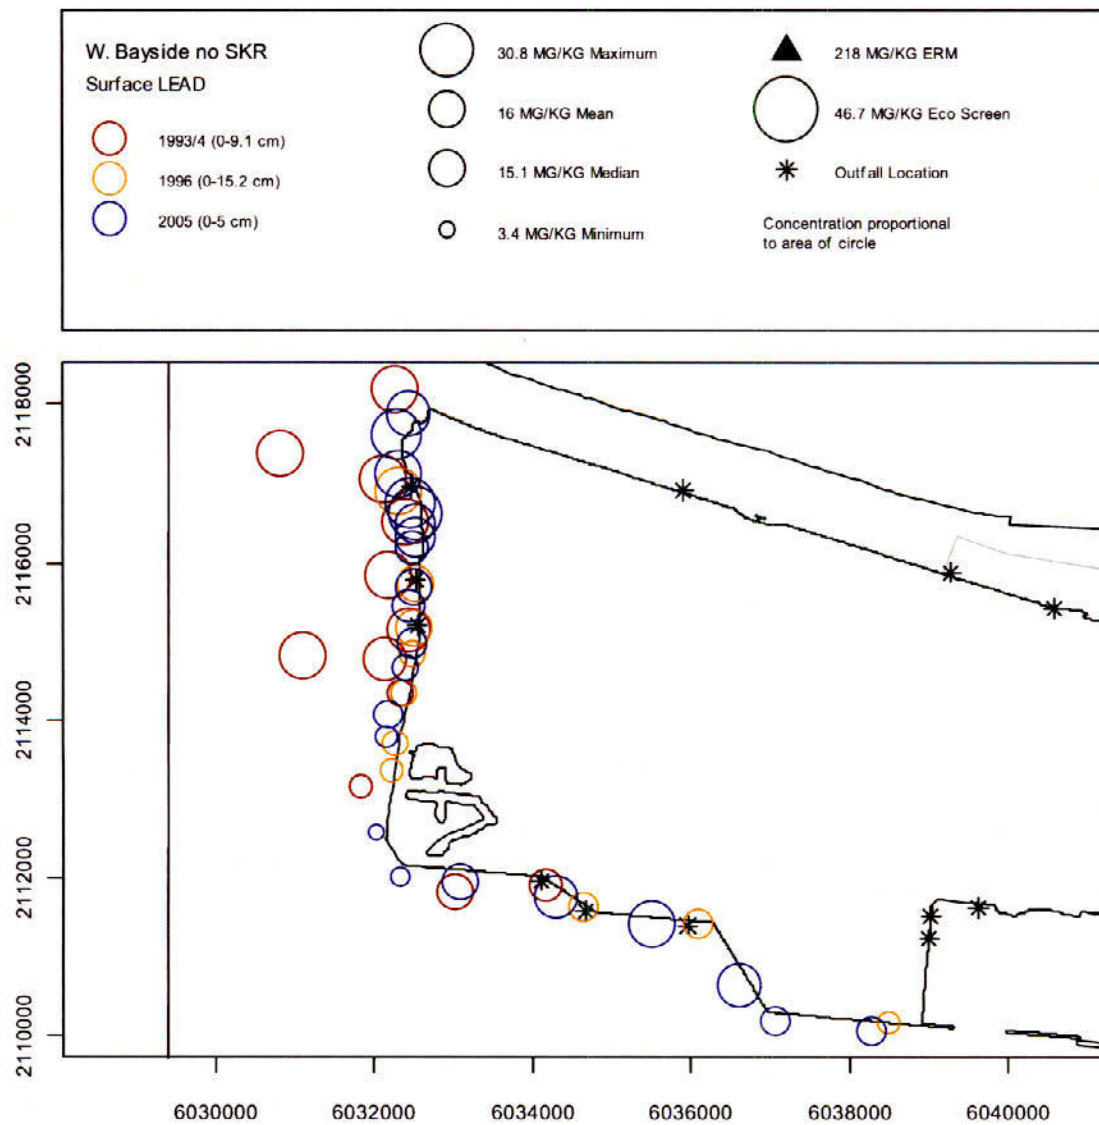 W. Bayside no SKR
Surface LEAD
1993/4 (0-9.1 cm)
1996 (0-15.2 cm)
2005 (0-5 cm)
30.8 MG/KG Maximum
16 MG/KG Mean
15.1 MG/KG Median
3.4 MG/KG Minimum
218 MG/KG ERM
46.7 MG/KG Eco Screen
Outfall Location
Concentration proportional
to area of circle
2118000
2116000
2114000
2112000
2110000
6030000 6032000 6034000 6036000 6038000 6040000